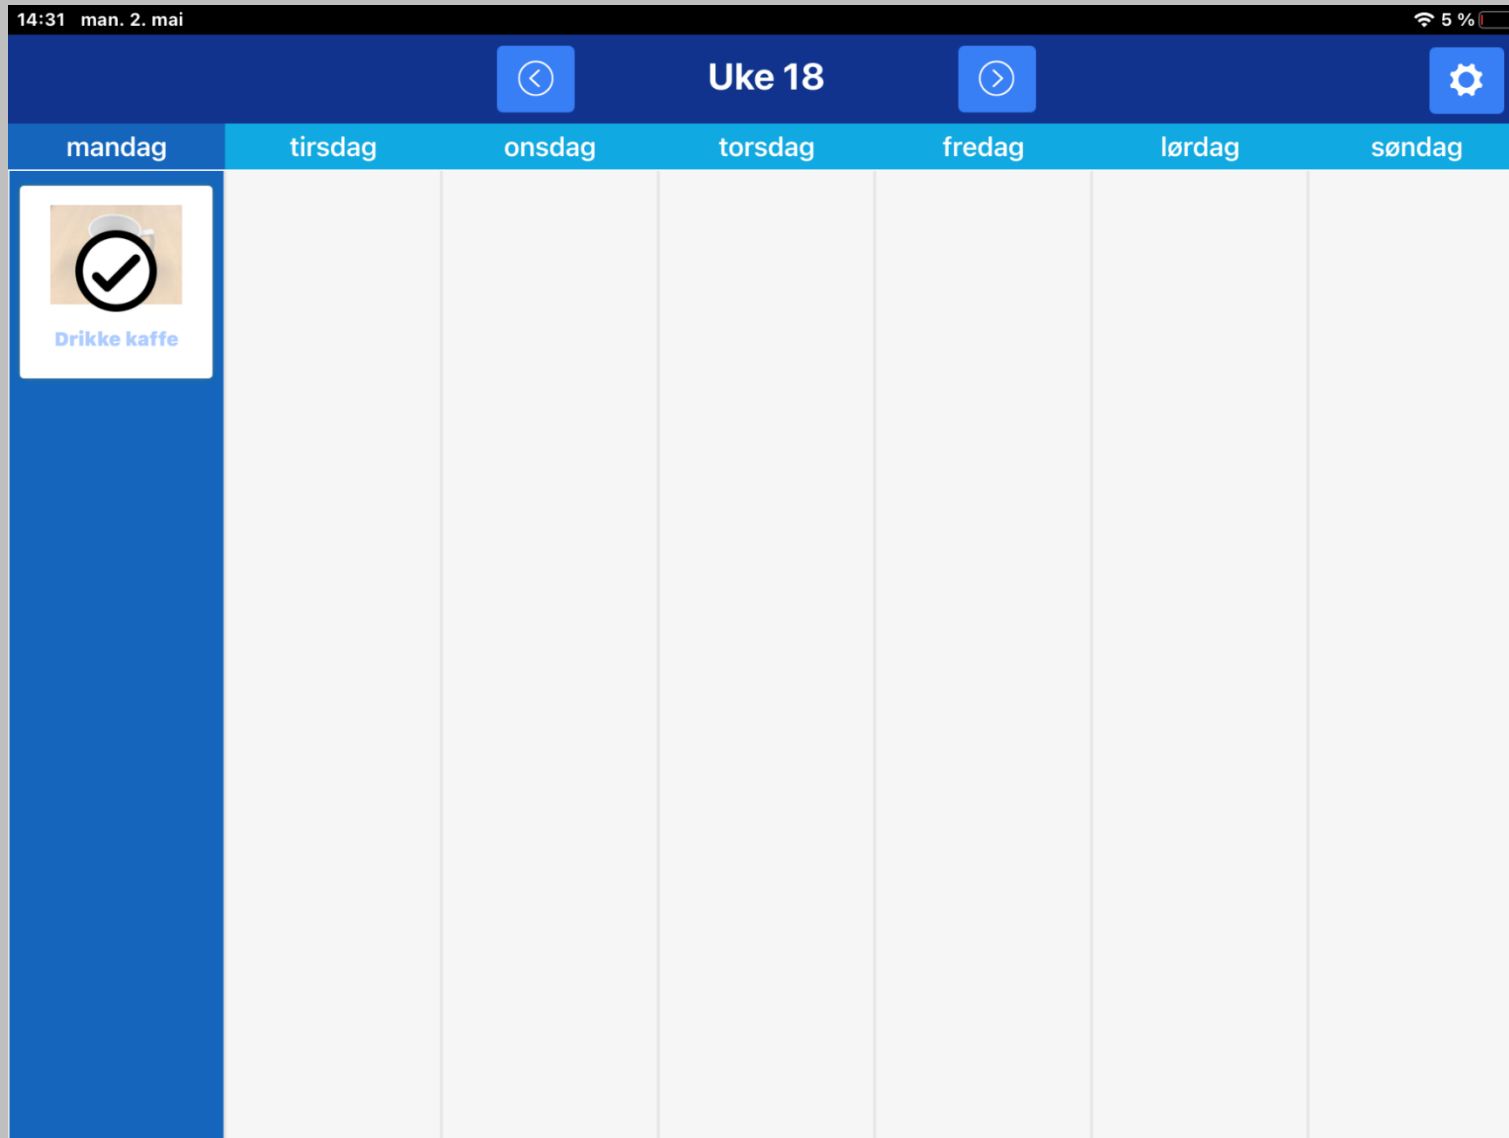 14:31 man. 2. mai 5 %
Uke 18
mandag tirsdag onsdag torsdag fredag lørdag søndag
Drikke kaffe